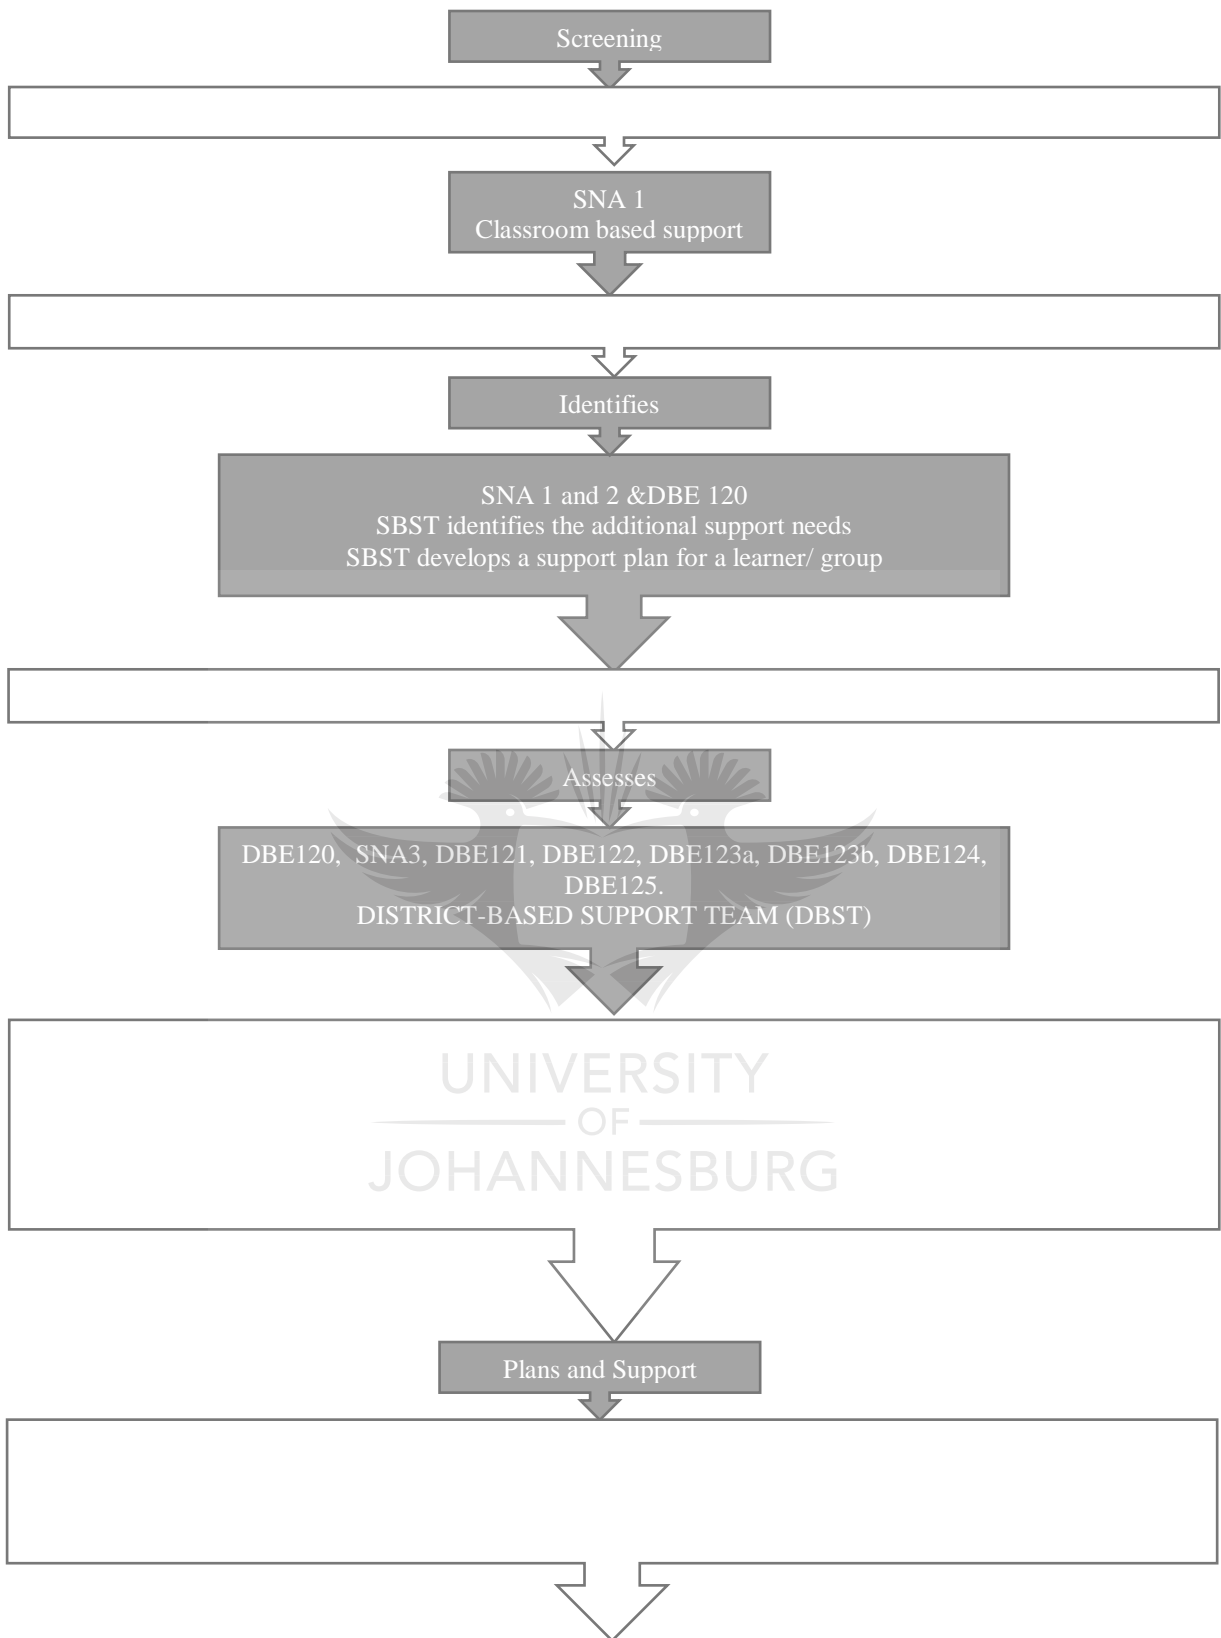 Screening
SNA 1
Classroom based support
Identifies
SNA 1 and 2 &DBE 120
SBST identifies the additional support needs
SBST develops a support plan for a learner/ group
Assesses
DBE120, SNA3, DBE121, DBE122, DBE123a, DBE123b, DBE124,
DBE125.
DISTRICT-BASED SUPPORT TEAM (DBST)
UNIVERSITY
OF
JOHANNESBURG
Plans and Support